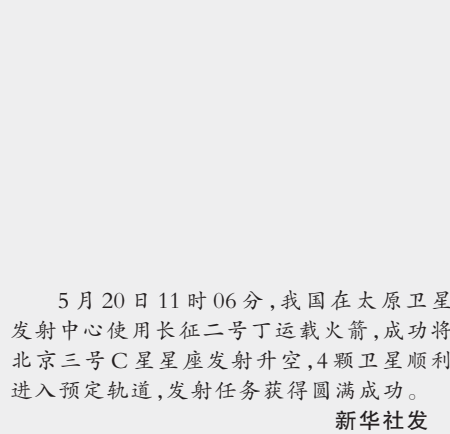 5月20日11时06分,我国在太原卫星
发射中心使用长征二号丁运载火箭,成功将
北京三号C星星座发射升空,4颗卫星顺利
进入预定轨道,发射任务获得圆满成功。
新华社发